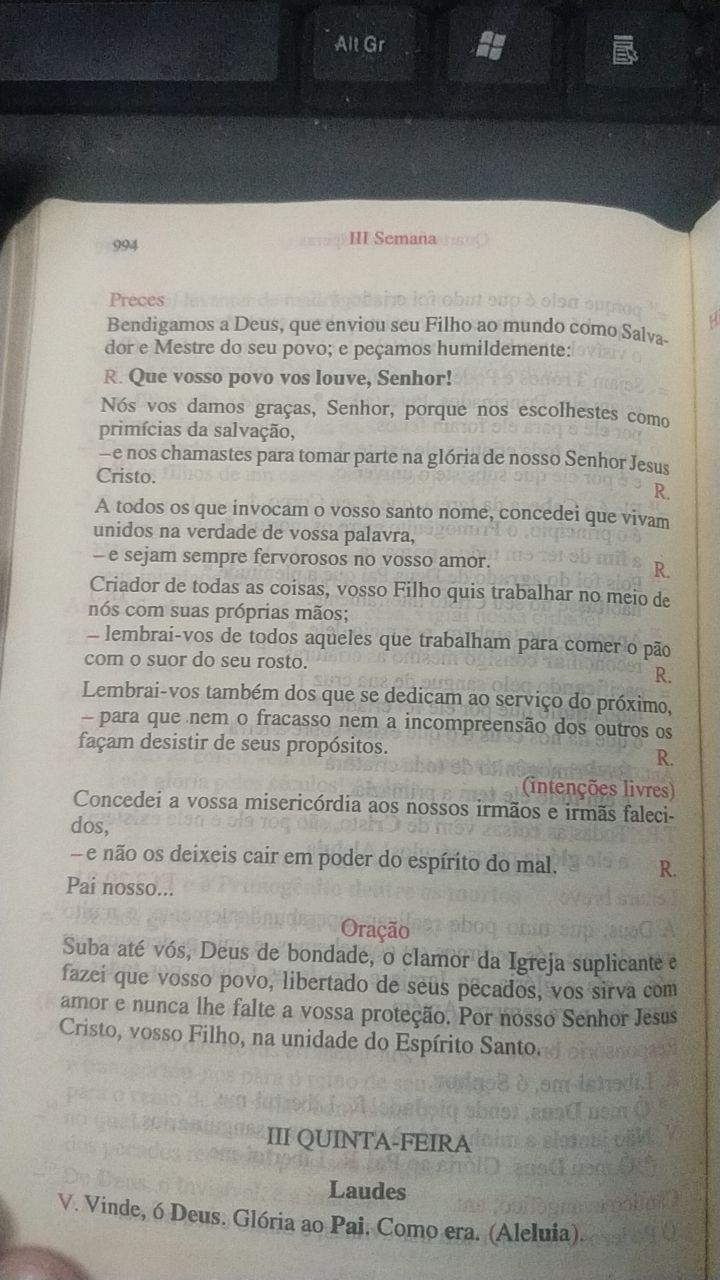 Alt Gr
994
III Semana
Preces
Bendigamos a Deus, que enviou seu Filho ao mundo como Salva-
dor e Mestre do seu povo; e peçamos humildemente:
R. Que vosso povo vos louve, Senhor!
Nós vos damos graças, Senhor, porque nos escolhestes como
primícias da salvação,
– e nos chamastes para tomar parte na glória de nosso Senhor Jesus
Cristo. R.
A todos os que invocam o vosso santo nome, concedei que vivam
unidos na verdade de vossa palavra,
– e sejam sempre fervorosos no vosso amor. R.
Criador de todas as coisas, vosso Filho quis trabalhar no meio de
nós com suas próprias mãos;
– lembrai-vos de todos aqueles que trabalham para comer o pão
com o suor do seu rosto. R.
Lembrai-vos também dos que se dedicam ao serviço do próximo,
– para que nem o fracasso nem a incompreensão dos outros os
façam desistir de seus propósitos. R.
(intenções livres)
Concedei a vossa misericórdia aos nossos irmãos e irmãs faleci-
dos,
– e não os deixeis cair em poder do espírito do mal. R.
Pai nosso...
Oração
Suba até vós, Deus de bondade, o clamor da Igreja suplicante e
fazei que vosso povo, libertado de seus pecados, vos sirva com
amor e nunca lhe falte a vossa proteção. Por nosso Senhor Jesus
Cristo, vosso Filho, na unidade do Espírito Santo.
III QUINTA-FEIRA
Laudes
V. Vinde, ó Deus. Glória ao Pai. Como era. (Aleluia).